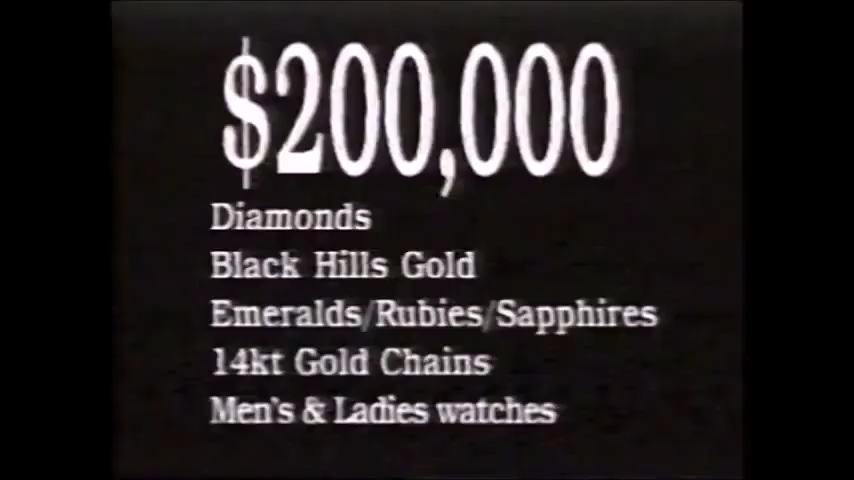 $200,000
Diamonds
Black Hills Gold
Emeralds/Rubies/Sapphires
14kt Gold Chains
Men's & Ladies watches